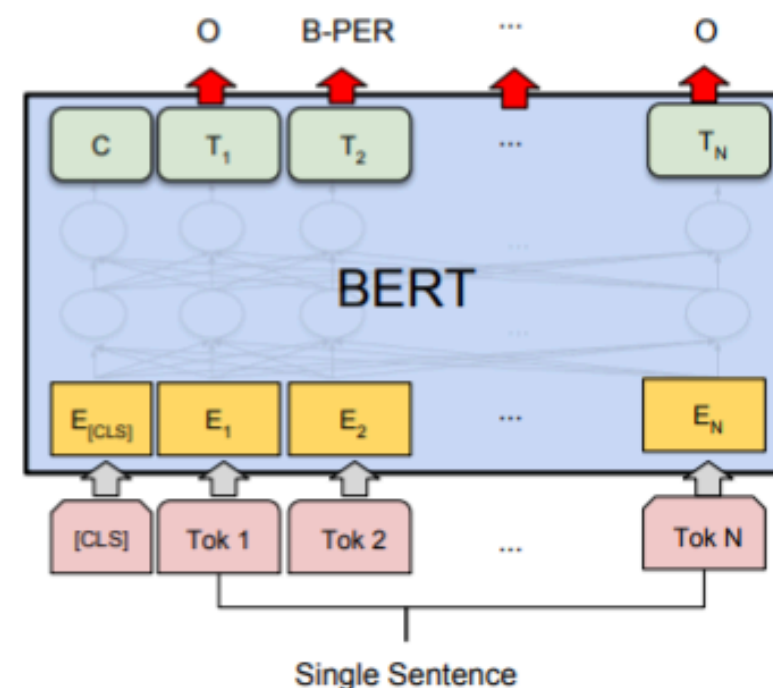 O B-PER ... O
C T1 T2 ... TN
...
BERT
...
E[CLS] E1 E2 ... EN
[CLS] Tok 1 Tok 2 ... Tok N
Single Sentence